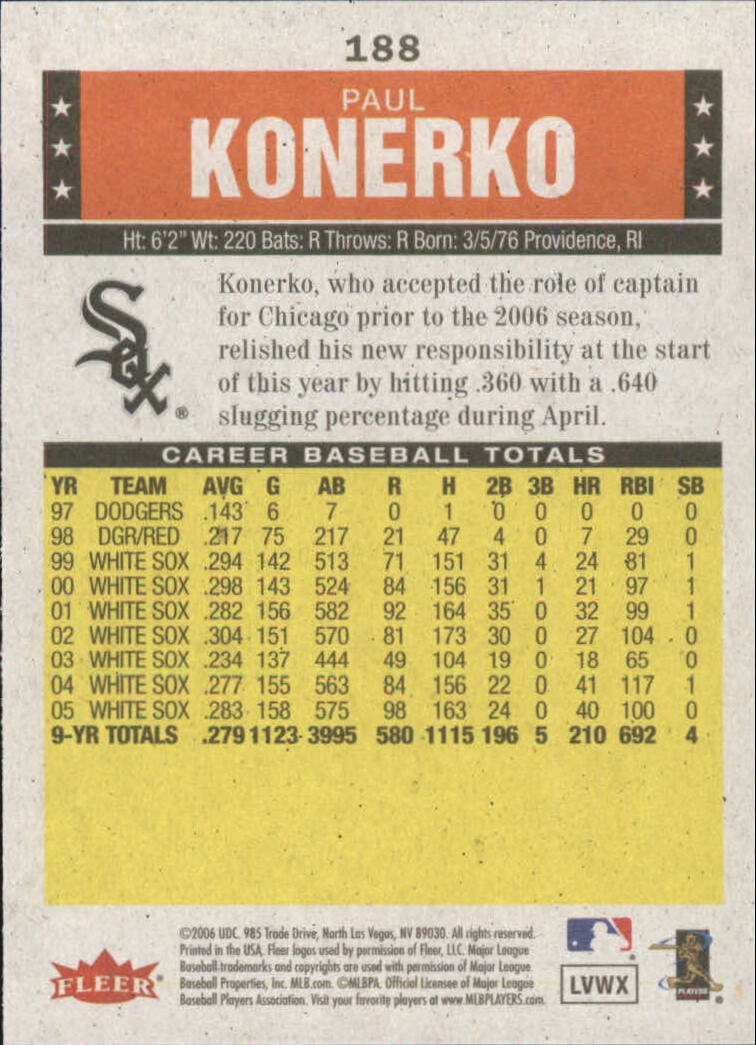 188
PAUL
KONERKO
Ht: 6'2" Wt: 220 Bats: R Throws: R Born: 3/5/76 Providence, RI
Sox ®
Konerko, who accepted the role of captain
for Chicago prior to the 2006 season,
relished his new responsibility at the start
of this year by hitting .360 with a .640
slugging percentage during April.
CAREER BASEBALL TOTALS
YR TEAM AVG G AB R H 2B 3B HR RBI SB
97 DODGERS .143 6 7 0 1 0 0 0 0 0
98 DGR/RED .217 75 217 21 47 4 0 7 29 0
99 WHITE SOX .294 142 513 71 151 31 4 24 81 1
00 WHITE SOX .298 143 524 84 156 31 1 21 97 1
01 WHITE SOX .282 156 582 92 164 35 0 32 99 1
02 WHITE SOX .304 151 570 81 173 30 0 27 104 0
03 WHITE SOX .234 137 444 49 104 19 0 18 65 0
04 WHITE SOX .277 155 563 84 156 22 0 41 117 1
05 WHITE SOX .283 158 575 98 163 24 0 40 100 0
9-YR TOTALS .279 1123 3995 580 1115 196 5 210 692 4
©2006 UDC. 985 Trade Drive, North Las Vegas, NV 89030. All rights reserved.
Printed in the USA. Fleer logos used by permission of Fleer, LLC. Major League
Baseball trademarks and copyrights are used with permission of Major League
Baseball Properties, Inc. MLB.com. ©MLBPA. Official Licensee of Major League
Baseball Players Association. Visit your favorite players at www.MLBPLAYERS.com.
FLEER®
LVWX
PLAYERS